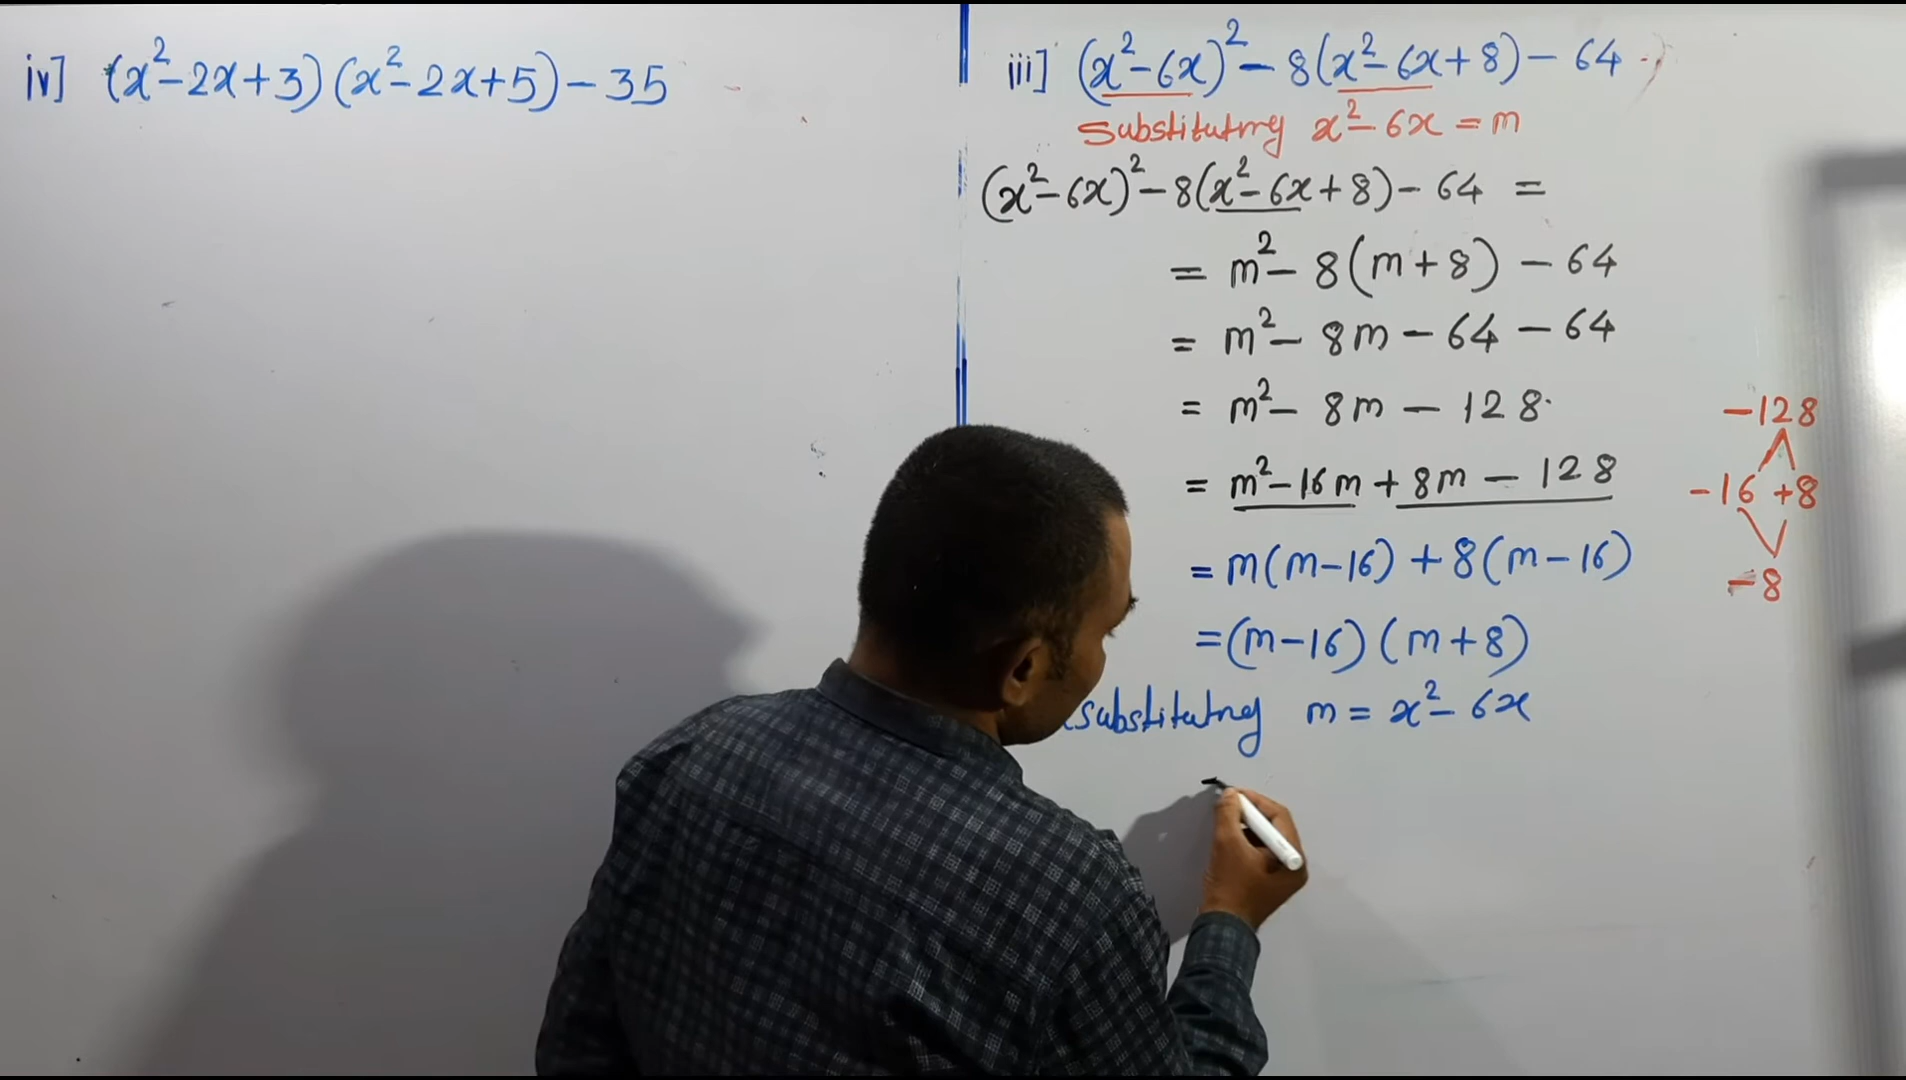 iv] (x²-2x+3)(x²-2x+5)-35
iii] (x²-6x)²-8(x²-6x+8)-64
Substituting x²-6x=m
(x²-6x)²-8(x²-6x+8)-64 =
= m²-8(m+8)-64
= m²-8m-64-64
= m²-8m-128
= m²-16m+8m-128
= m(m-16)+8(m-16)
= (m-16)(m+8)
substituting m = x²-6x
-128
-16 +8
-8